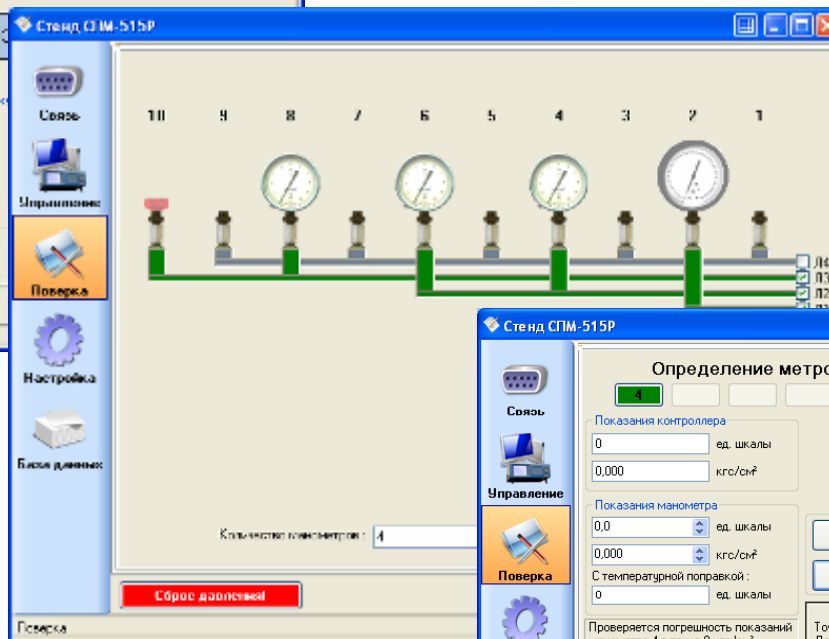 Стенд СПМ-515Р
Связь
Управление
Поверка
Настройка
База данных
10 9 8 7 6 5 4 3 2 1
Л3
Л2
Количество манометров : 4
Сброс давления!
Поверка
Стенд СПМ-515Р
Связь
Управление
Поверка
Определение
4
Показания контроллера
0 ед. шкалы
0,000 кгс/см²
Показания манометра
0,0 ед. шкалы
0,000 кгс/см²
С температурной поправкой :
0 ед. шкалы
Проверяется погрешность показаний